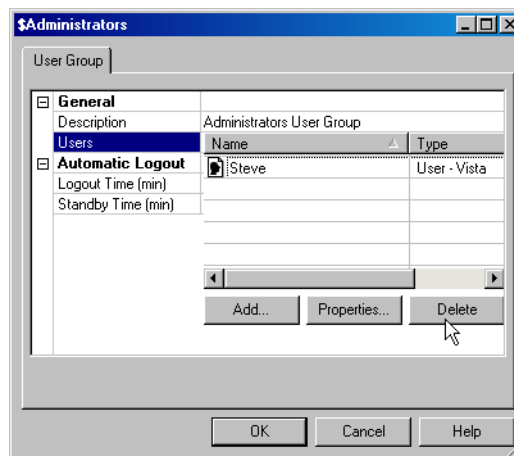 $Administrators
User Group
General
Description Administrators User Group
Users Name Type
Automatic Logout Steve User - Vista
Logout Time (min)
Standby Time (min)
Add... Properties... Delete
OK Cancel Help